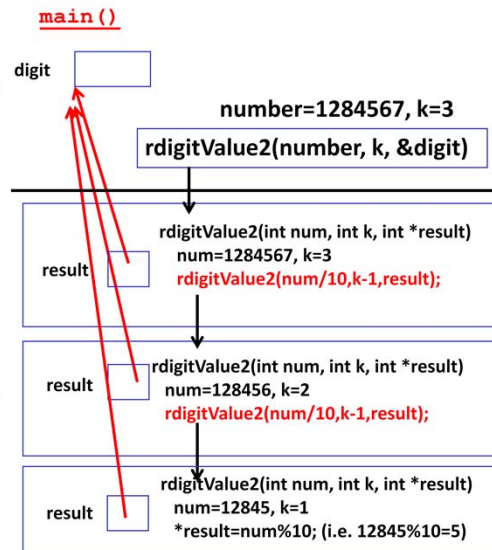 main()
digit
number=1284567, k=3
rdigitValue2(number, k, &digit)
rdigitValue2(int num, int k, int *result)
num=1284567, k=3
result
rdigitValue2(num/10,k-1,result);
rdigitValue2(int num, int k, int *result)
result
num=128456, k=2
rdigitValue2(num/10,k-1,result);
rdigitValue2(int num, int k, int *result)
num=12845, k=1
result
*result=num%10; (i.e. 12845%10=5)